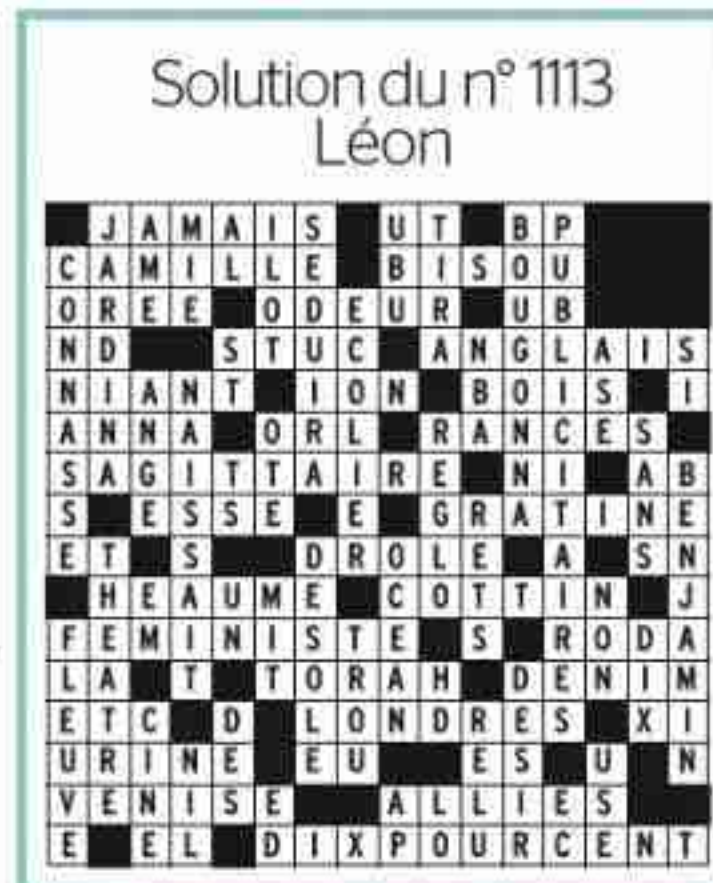 Solution du n° 1113
Léon
JAMAIS UT BP
CAMILLE BISOU
OREE ODEUR UB
ND STUC ANGLAIS
NIANT ION BOIS I
ANNA ORL RANCES
SAGITTAIRE NI AB
S ESSE E GRATINE
ET S DROLE A SN
HEAUME COTTIN J
FEMINISTE S RODA
LA T TORAH DENIM
ETC D LONDRES XI
URINE EU ES U N
VENISE ALLIES
E EL DIXPOURCENT